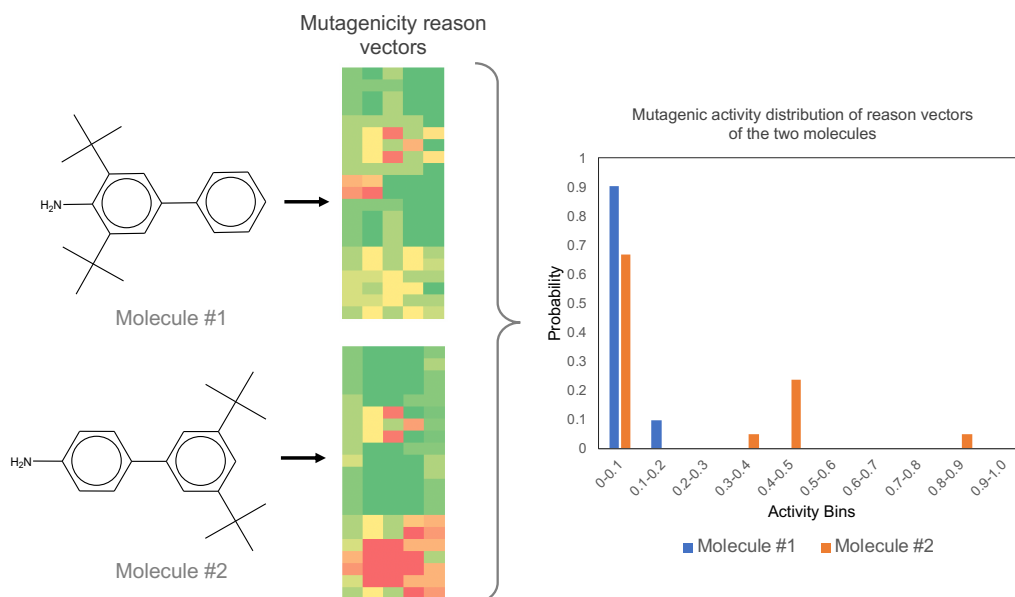 Mutagenicity reason
vectors
H₂N
Molecule #1
H₂N
Molecule #2
Mutagenic activity distribution of reason vectors
of the two molecules
Probability
1
0.9
0.8
0.7
0.6
0.5
0.4
0.3
0.2
0.1
0
0-0.1
0.1-0.2
0.2-0.3
0.3-0.4
0.4-0.5
0.5-0.6
0.6-0.7
0.7-0.8
0.8-0.9
0.9-1.0
Activity Bins
Molecule #1
Molecule #2